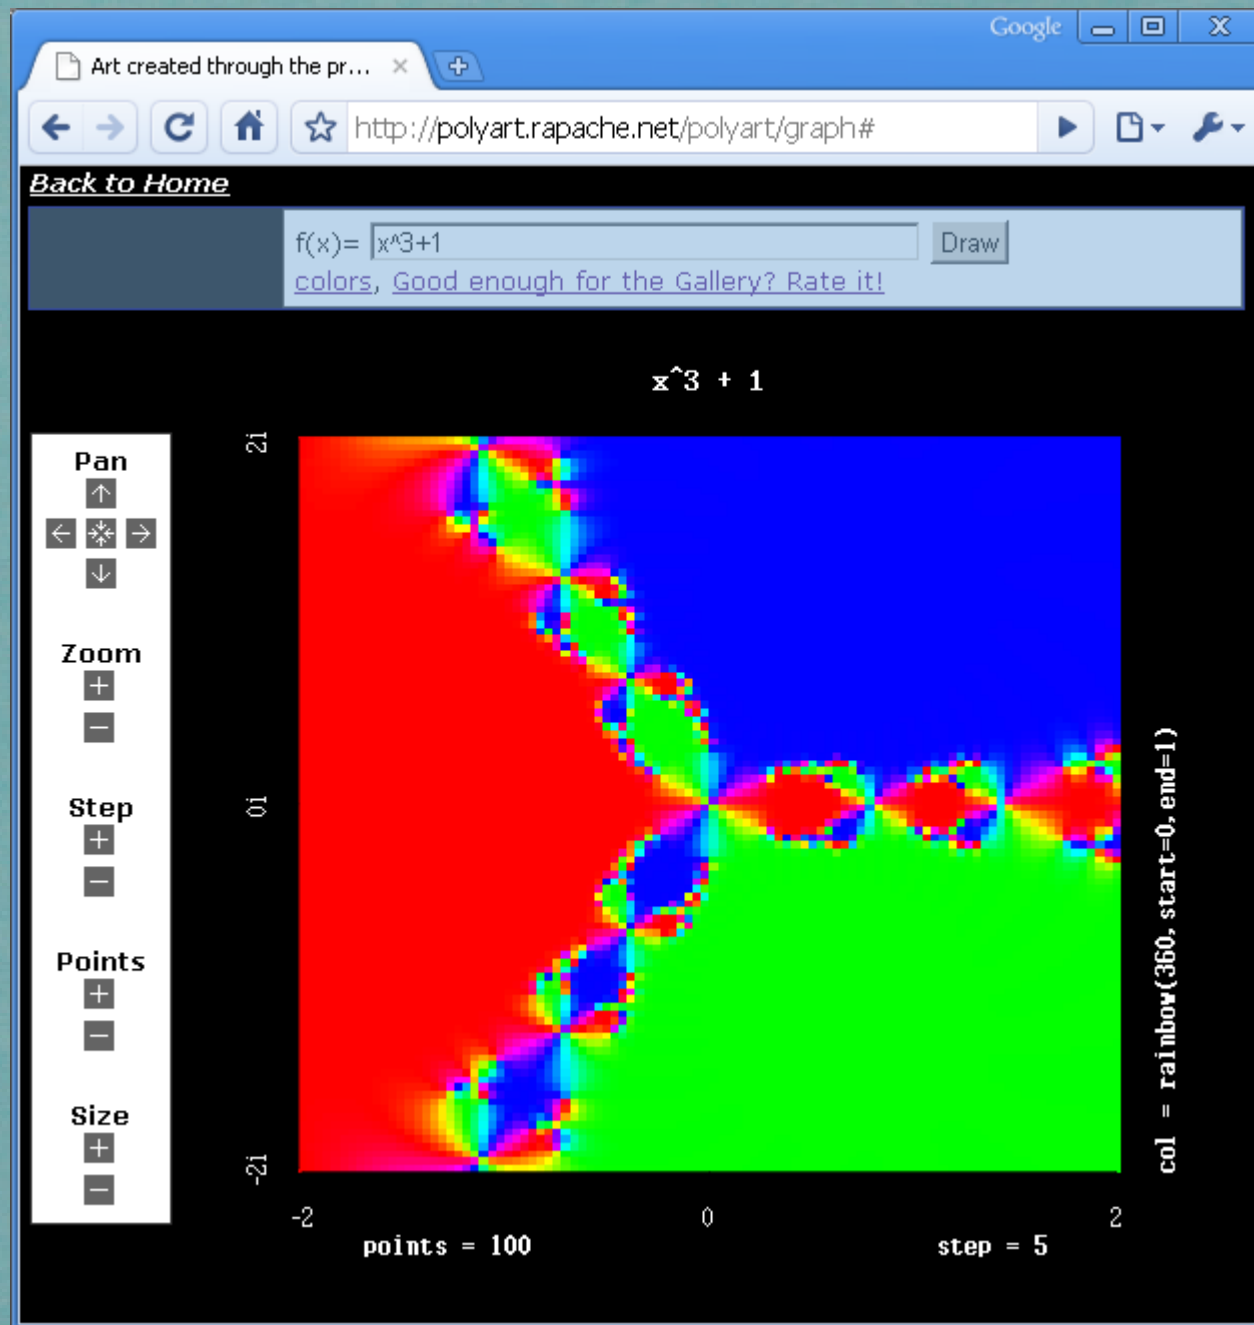 Google
Art created through the pr...
http://polyart.rapache.net/polyart/graph#
Back to Home
f(x)= x^3+1 Draw
colors, Good enough for the Gallery? Rate it!
x^3 + 1
Pan
Zoom
Step
Points
Size
2i
0i
-2i
-2 0 2
points = 100 step = 5
col = rainbow(360,start=0,end=1)